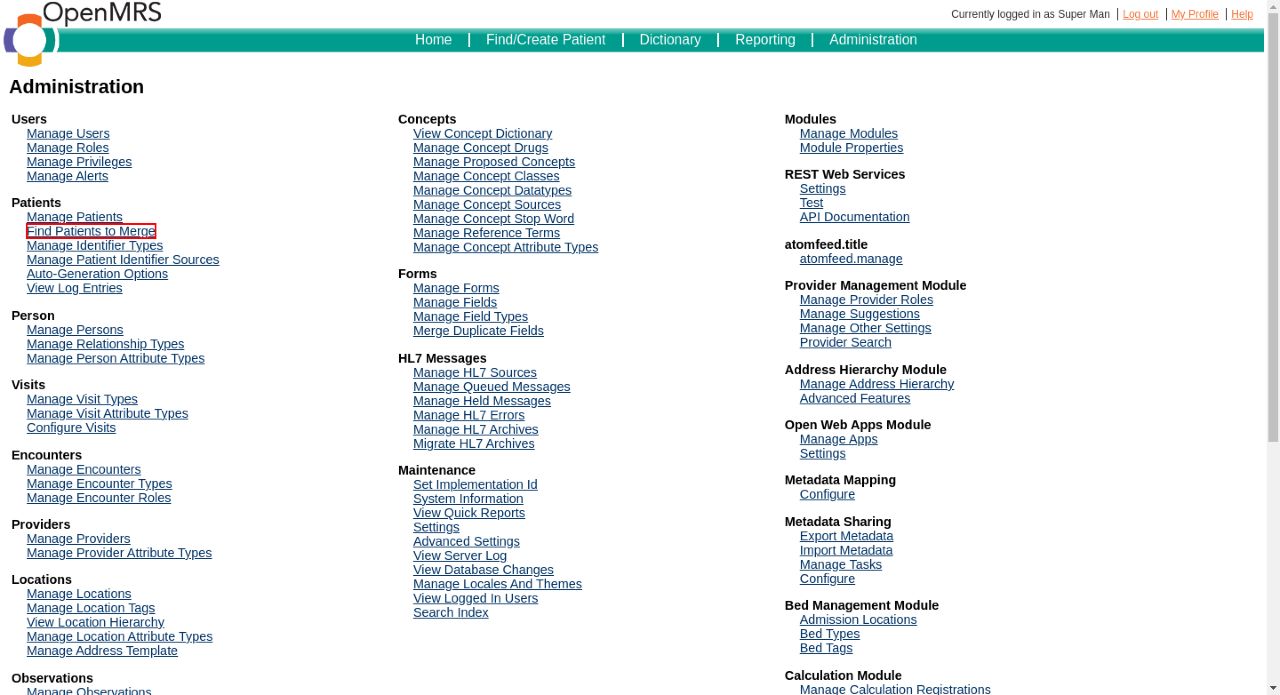 OpenMRS
Currently logged in as Super Man | Log out | My Profile | Help
Home | Find/Create Patient | Dictionary | Reporting | Administration
Administration
Users
Manage Users
Manage Roles
Manage Privileges
Manage Alerts
Patients
Manage Patients
Find Patients to Merge
Manage Identifier Types
Manage Patient Identifier Sources
Auto-Generation Options
View Log Entries
Person
Manage Persons
Manage Relationship Types
Manage Person Attribute Types
Visits
Manage Visit Types
Manage Visit Attribute Types
Configure Visits
Encounters
Manage Encounters
Manage Encounter Types
Manage Encounter Roles
Providers
Manage Providers
Manage Provider Attribute Types
Locations
Manage Locations
Manage Location Tags
View Location Hierarchy
Manage Location Attribute Types
Manage Address Template
Observations
Manage Observations
Concepts
View Concept Dictionary
Manage Concept Drugs
Manage Proposed Concepts
Manage Concept Classes
Manage Concept Datatypes
Manage Concept Sources
Manage Concept Stop Word
Manage Reference Terms
Manage Concept Attribute Types
Forms
Manage Forms
Manage Fields
Manage Field Types
Merge Duplicate Fields
HL7 Messages
Manage HL7 Sources
Manage Queued Messages
Manage Held Messages
Manage HL7 Errors
Manage HL7 Archives
Migrate HL7 Archives
Maintenance
Set Implementation Id
System Information
View Quick Reports
Settings
Advanced Settings
View Server Log
View Database Changes
Manage Locales And Themes
View Logged In Users
Search Index
Modules
Manage Modules
Module Properties
REST Web Services
Settings
Test
API Documentation
atomfeed.title
atomfeed.manage
Provider Management Module
Manage Provider Roles
Manage Suggestions
Manage Other Settings
Provider Search
Address Hierarchy Module
Manage Address Hierarchy
Advanced Features
Open Web Apps Module
Manage Apps
Settings
Metadata Mapping
Configure
Metadata Sharing
Export Metadata
Import Metadata
Manage Tasks
Configure
Bed Management Module
Admission Locations
Bed Types
Bed Tags
Calculation Module
Manage Calculation Registrations